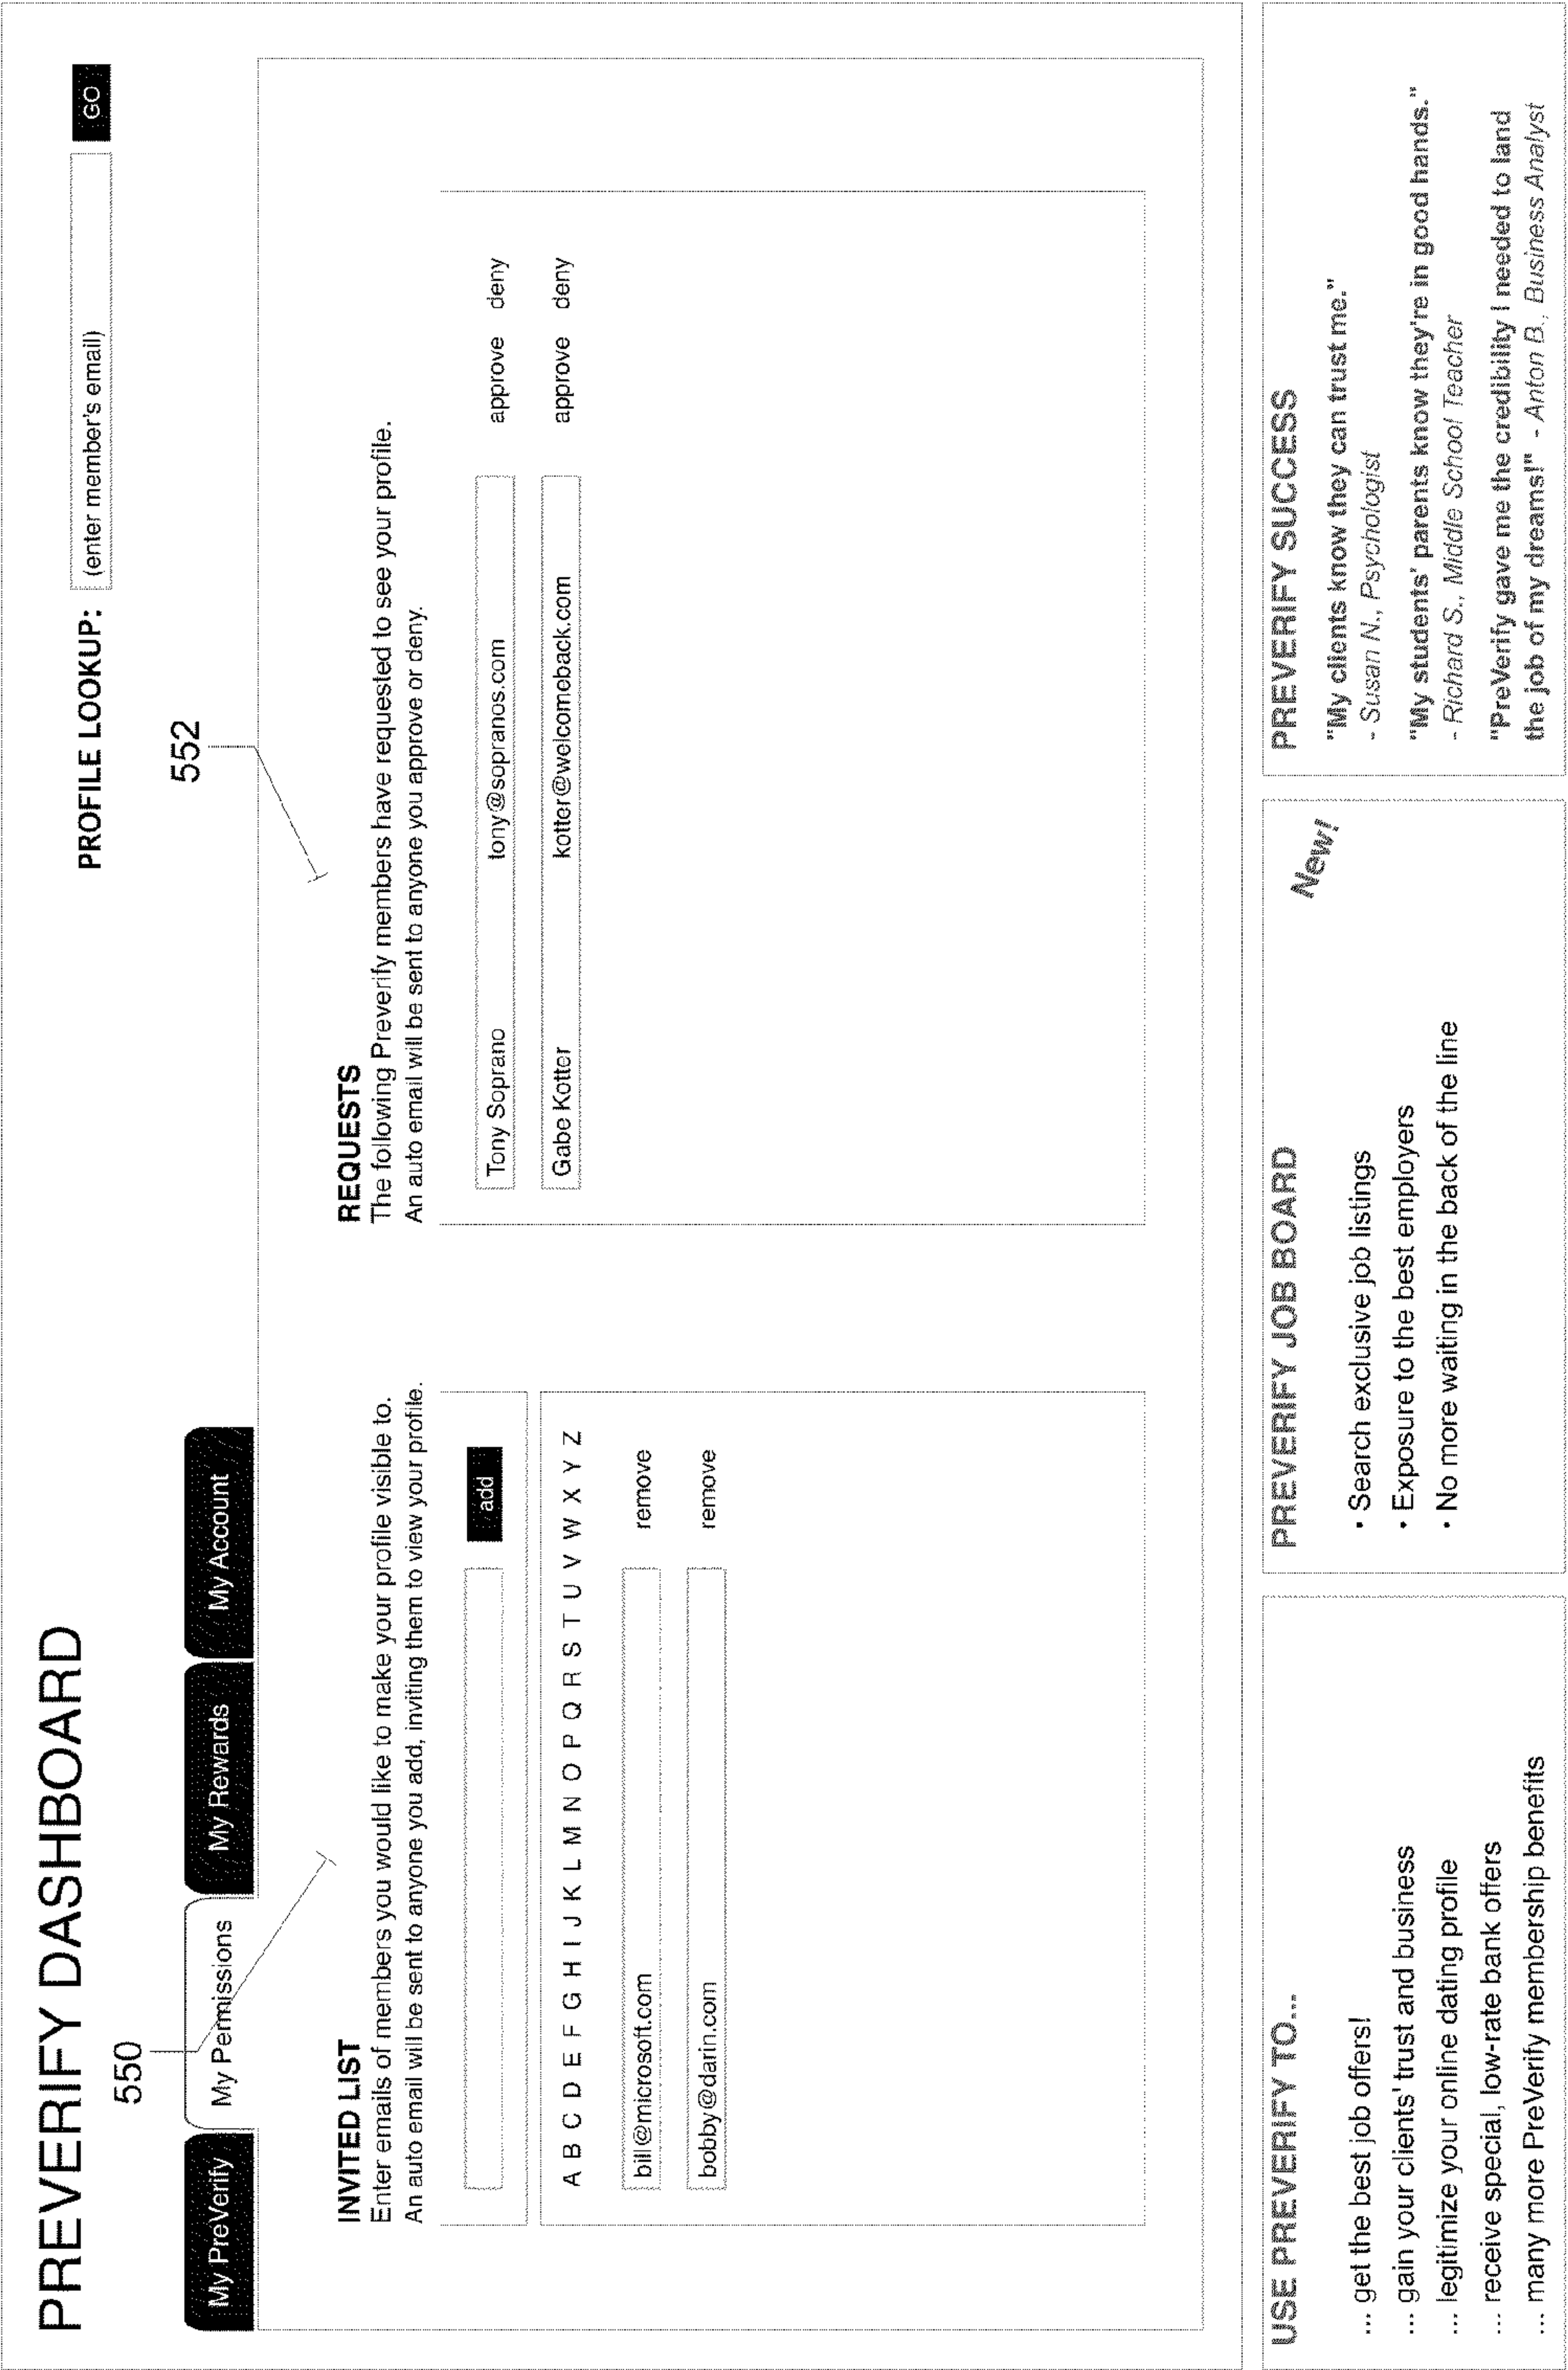 PREVERIFY DASHBOARD
PROFILE LOOKUP: (enter member's email) GO
550
552
My PreVerify My Permissions My Rewards My Account
INVITED LIST
Enter emails of members you would like to make your profile visible to.
An auto email will be sent to anyone you add, inviting them to view your profile.
add
A B C D E F G H I J K L M N O P Q R S T U V W X Y Z
bill@microsoft.com remove
bobby@darin.com remove
REQUESTS
The following Preverify members have requested to see your profile.
An auto email will be sent to anyone you approve or deny.
Tony Soprano tony@sopranos.com approve deny
Gabe Kotter kotter@welcomeback.com approve deny
USE PREVERIFY TO...
... get the best job offers!
... gain your clients' trust and business
... legitimize your online dating profile
... receive special, low-rate bank offers
... many more PreVerify membership benefits
PREVERIFY JOB BOARD
New!
• Search exclusive job listings
• Exposure to the best employers
• No more waiting in the back of the line
PREVERIFY SUCCESS
"My clients know they can trust me."
- Susan N., Psychologist
"My students' parents know they're in good hands."
- Richard S., Middle School Teacher
"PreVerify gave me the credibility I needed to land
the job of my dreams!" - Anton B., Business Analyst